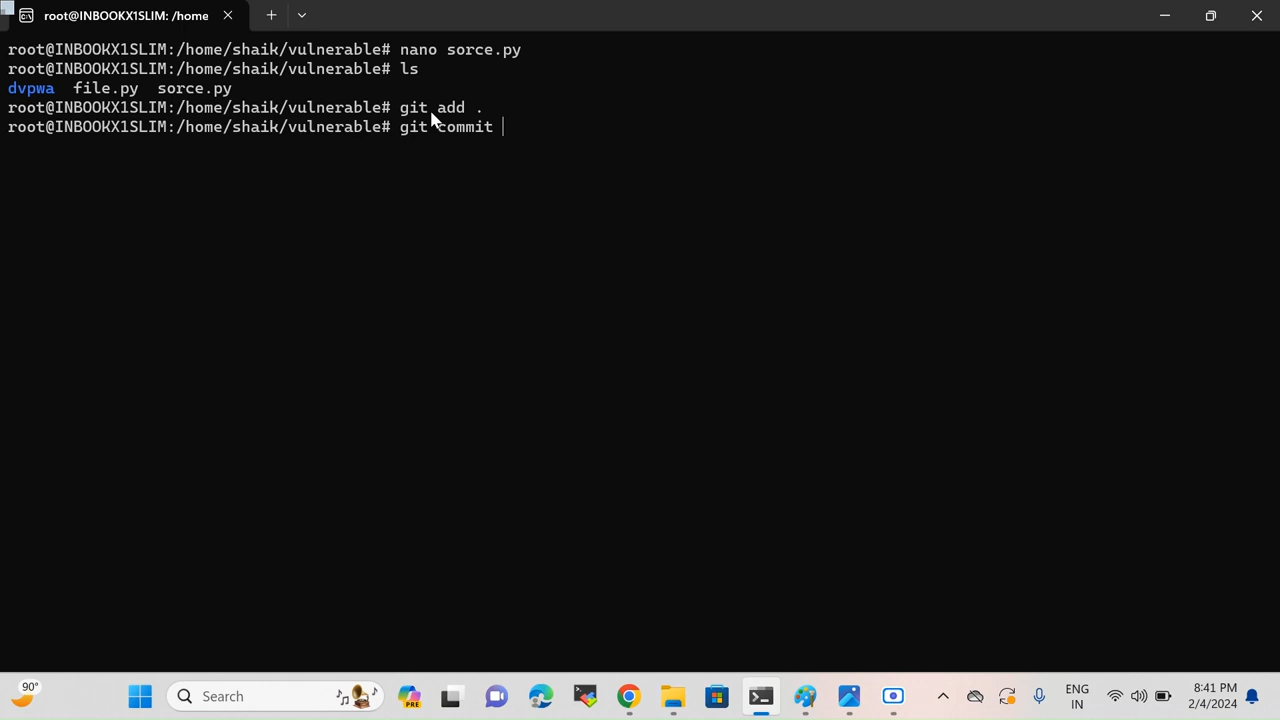 root@INBOOKX1SLIM: /home
root@INBOOKX1SLIM:/home/shaik/vulnerable# nano sorce.py
root@INBOOKX1SLIM:/home/shaik/vulnerable# ls
dvpwa  file.py  sorce.py
root@INBOOKX1SLIM:/home/shaik/vulnerable# git add .
root@INBOOKX1SLIM:/home/shaik/vulnerable# git commit
90°
Search
PRE
ENG
IN
8:41 PM
2/4/2024